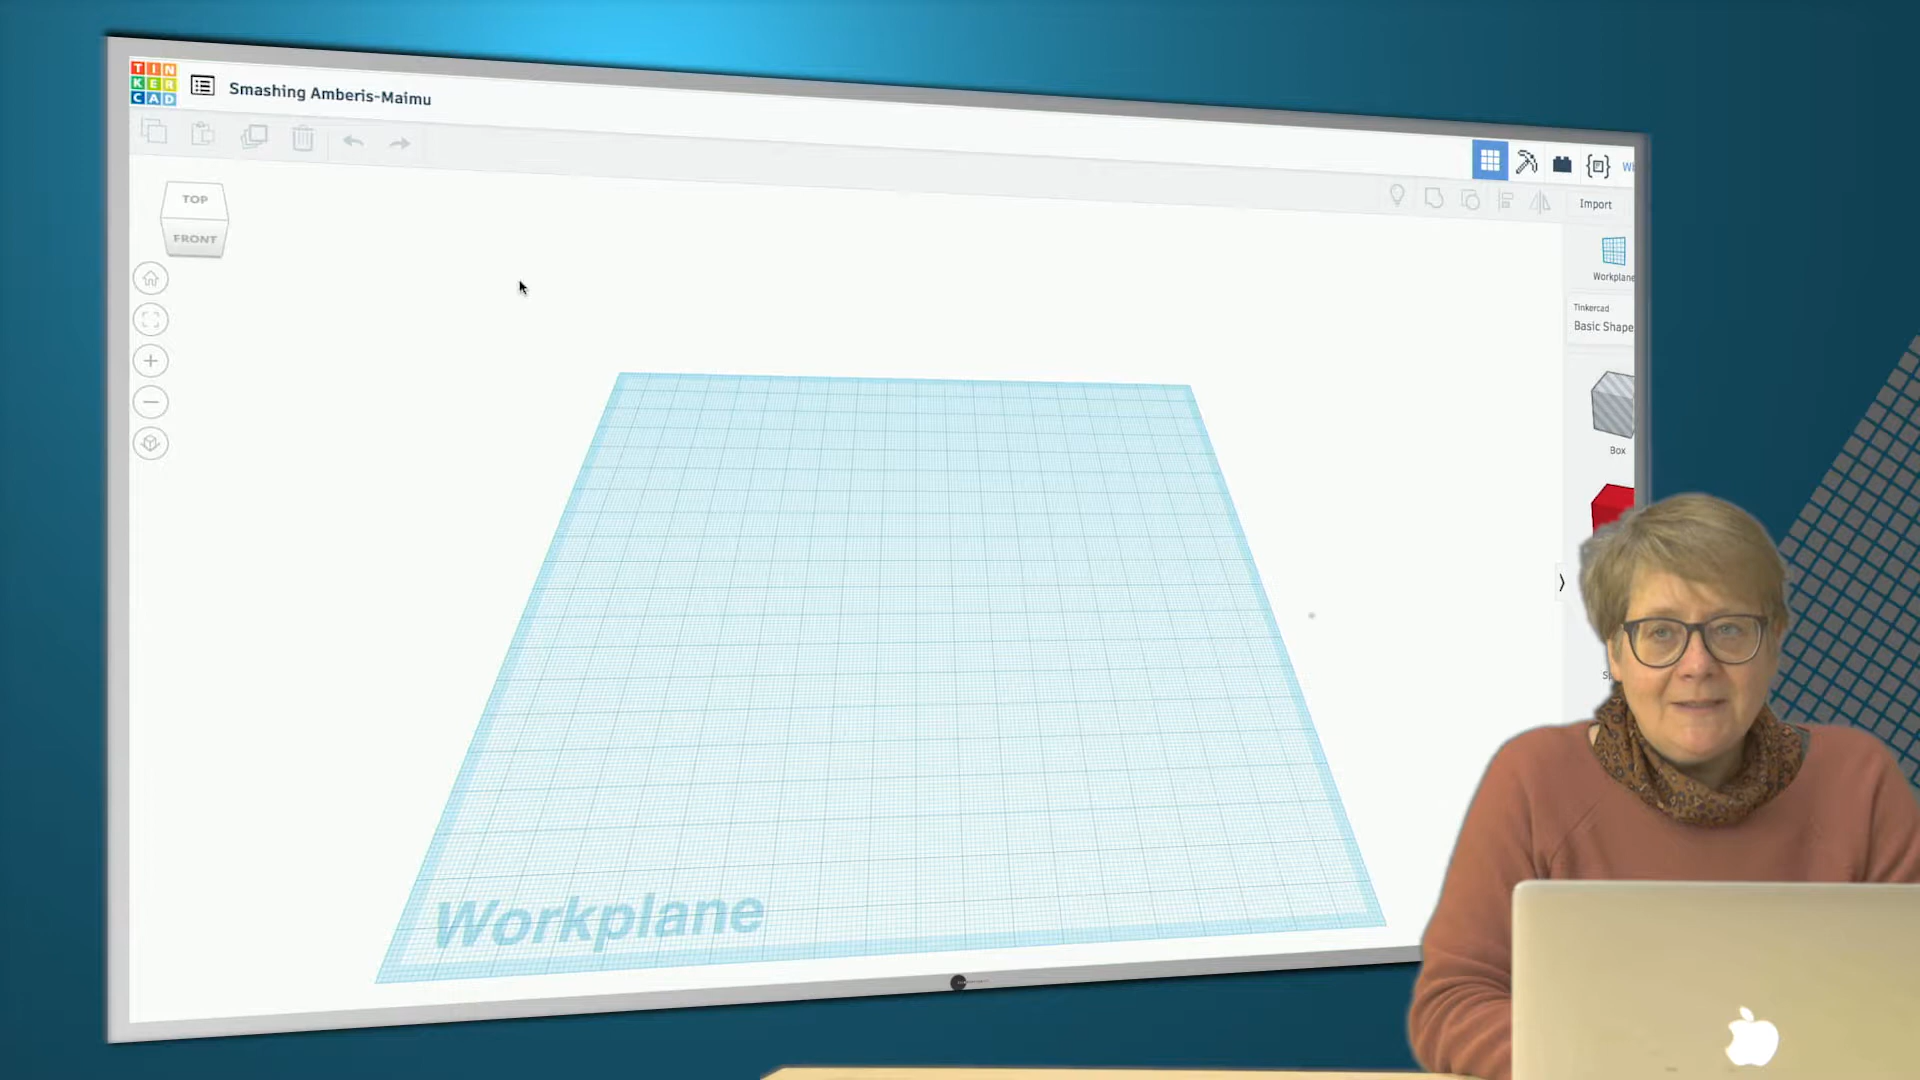 TIN
KER
CAD
Smashing Amberis-Maimu
TOP
FRONT
Import
Workplane
Tinkercad
Basic Shape
Box
Workplane